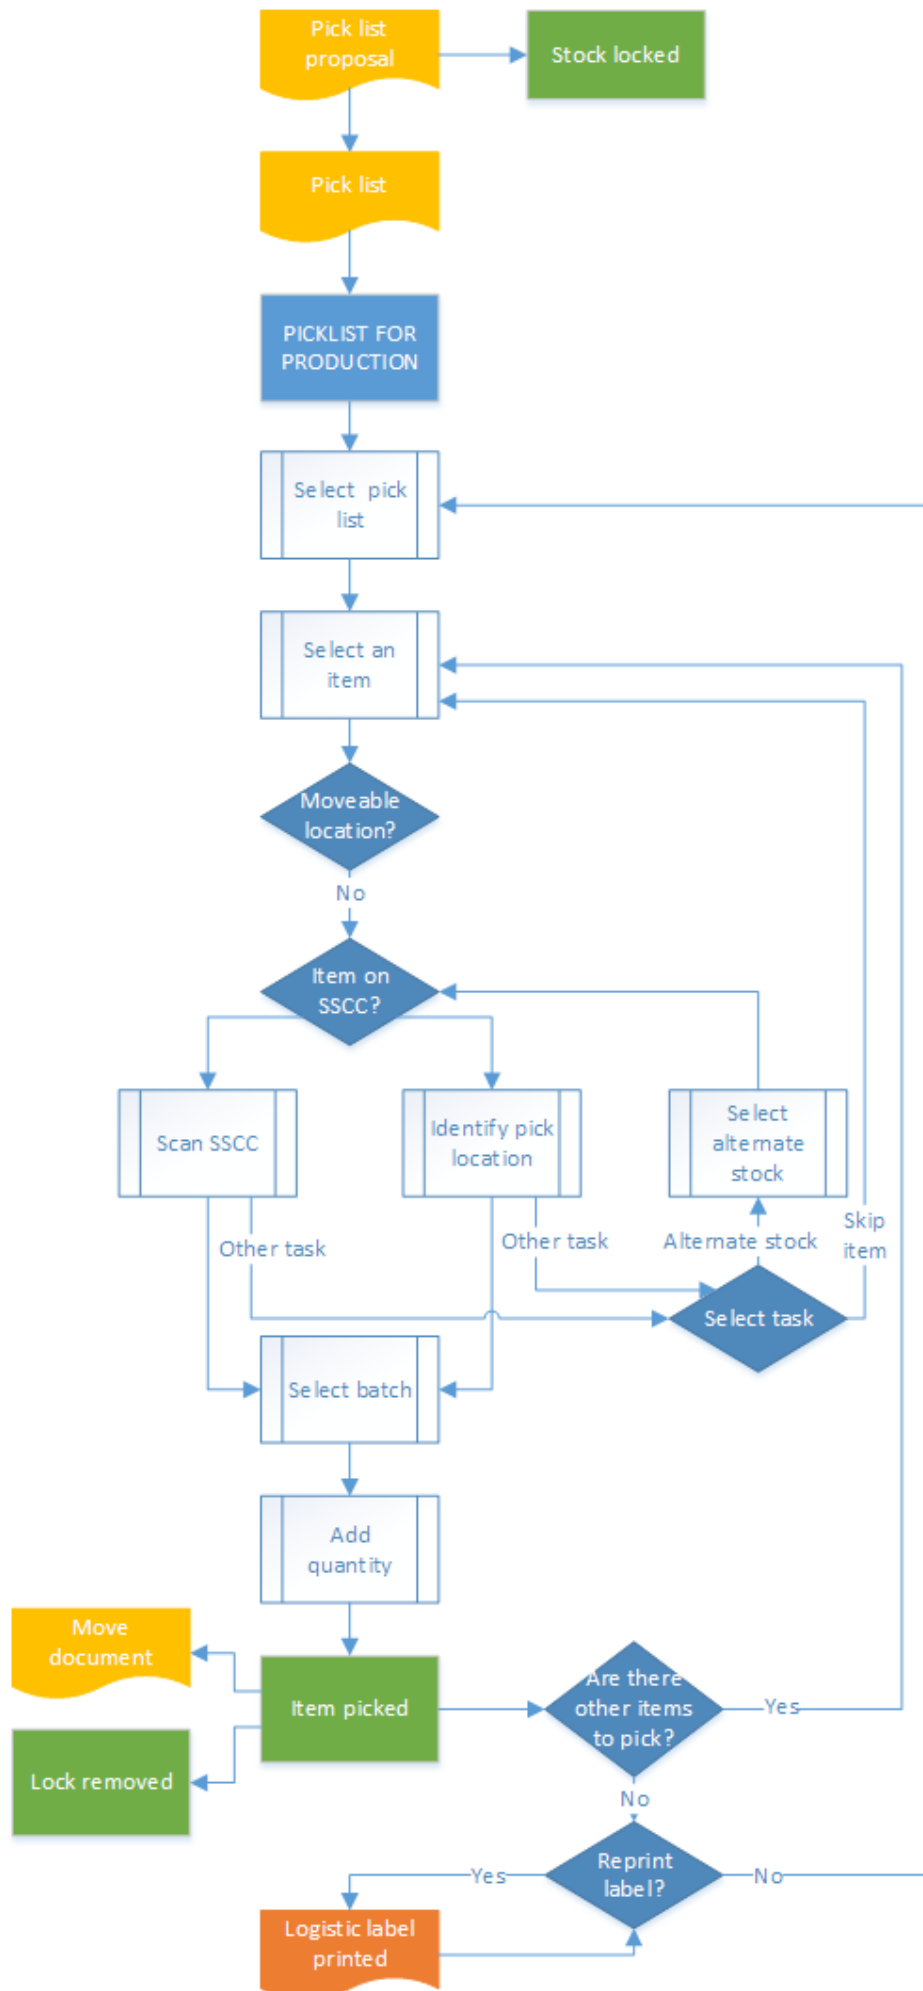 Pick list
proposal
Stock locked
Pick list
PICKLIST FOR
PRODUCTION
Select pick
list
Select an
item
Moveable
location?
No
Item on
SSCC?
Scan SSCC
Identify pick
location
Select
alternate
stock
Other task
Other task
Alternate stock
Skip
item
Select task
Select batch
Add
quantity
Move
document
Item picked
Are there
other items
to pick?
Yes
Lock removed
No
Reprint
label?
Yes
No
Logistic label
printed